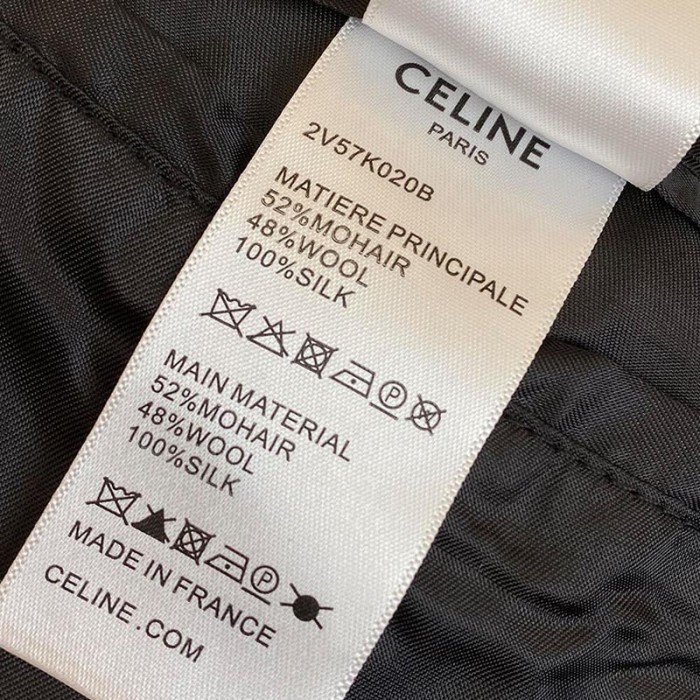 CELINE
PARIS
2V57K020B
MATIERE PRINCIPALE
52%MOHAIR
48%WOOL
100%SILK
P
MAIN MATERIAL
52%MOHAIR
48%WOOL
100%SILK
P
MADE IN FRANCE
CELINE .COM